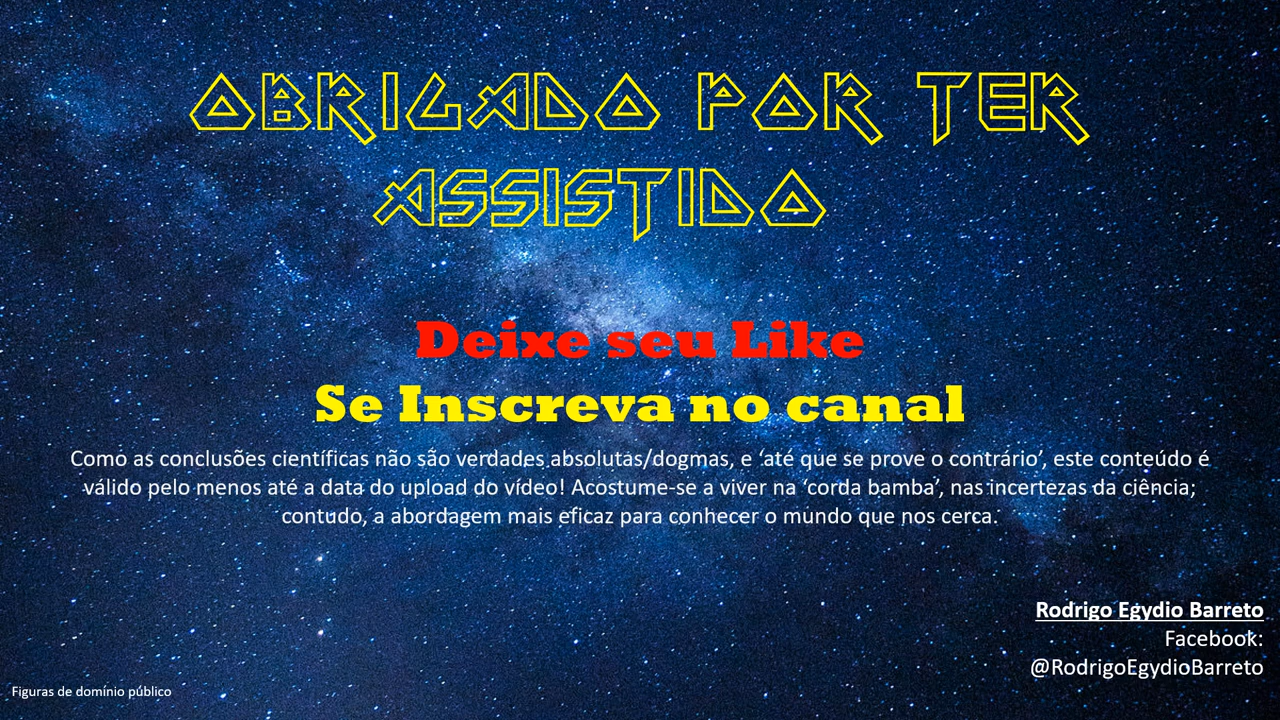 OBRIGADO POR TER
ASSISTIDO
Deixe seu Like
Se Inscreva no canal
Como as conclusões científicas não são verdades absolutas/dogmas, e ‘até que se prove o contrário’, este conteúdo é
válido pelo menos até a data do upload do vídeo! Acostume-se a viver na ‘corda bamba’, nas incertezas da ciência;
contudo, a abordagem mais eficaz para conhecer o mundo que nos cerca.
Rodrigo Egydio Barreto
Facebook:
@RodrigoEgydioBarreto
Figuras de domínio público